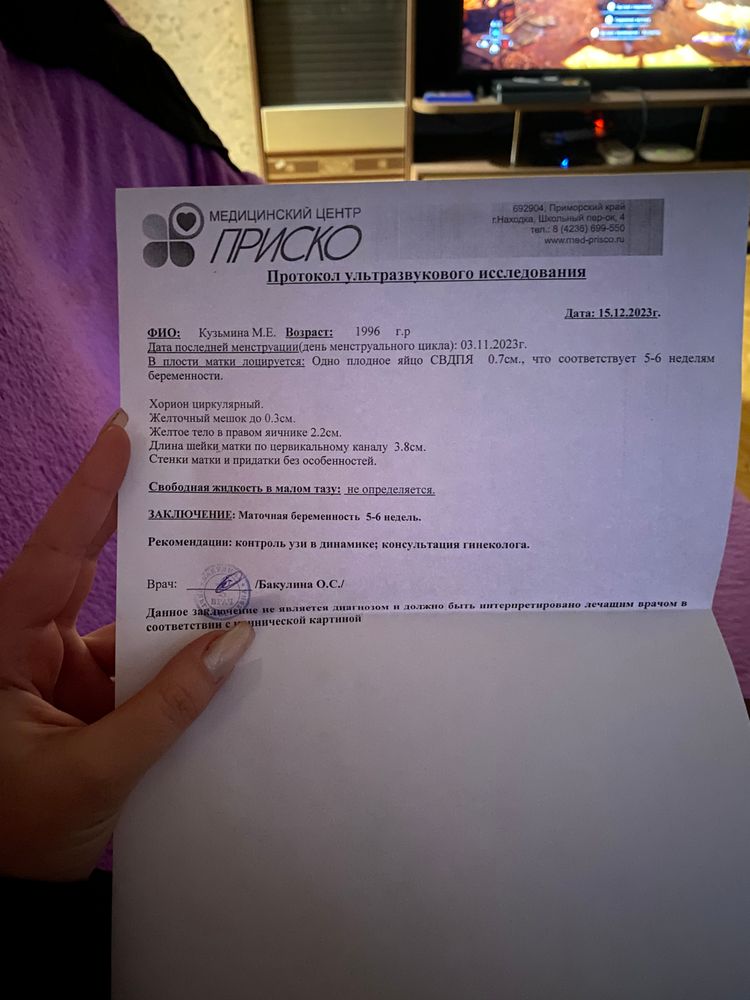 МЕДИЦИНСКИЙ ЦЕНТР
ПРИСКО
692904, Приморский край
г.Находка, Школьный пер-ок, 4
тел.: 8 (4236) 699-550
www.med-prisco.ru
Протокол ультразвукового исследования
Дата: 15.12.2023г.
ФИО: Кузьмина М.Е. Возраст: 1996 г.р
Дата последней менструации(день менструального цикла): 03.11.2023г.
В плости матки лоцируется: Одно плодное яйцо СВДПЯ 0.7см., что соответствует 5-6 неделям
беременности.
Хорион циркулярный.
Желточный мешок до 0.3см.
Желтое тело в правом яичнике 2.2см.
Длина шейки матки по цервикальному каналу 3.8см.
Стенки матки и придатки без особенностей.
Свободная жидкость в малом тазу: не определяется.
ЗАКЛЮЧЕНИЕ: Маточная беременность 5-6 недель.
Рекомендации: контроль узи в динамике; консультация гинеколога.
Врач: /Бакулина О.С./
ВРАЧ
Данное заключение не является диагнозом и должно быть интерпретировано лечащим врачом в
соответствии с клинической картиной